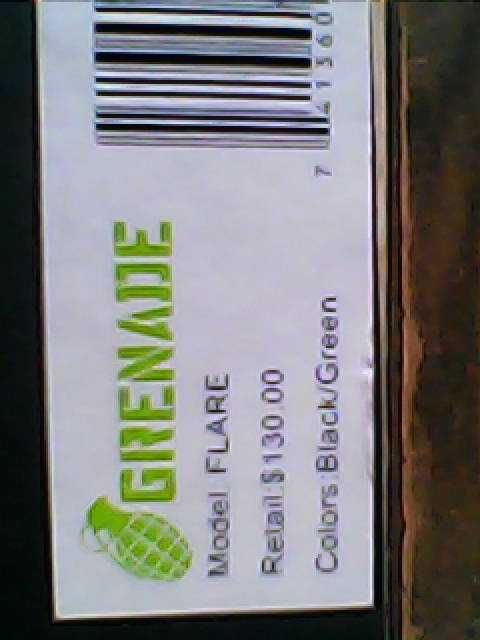 GRENADE
Model: FLARE
Retail:$130.00
Colors:Black/Green
7 41360